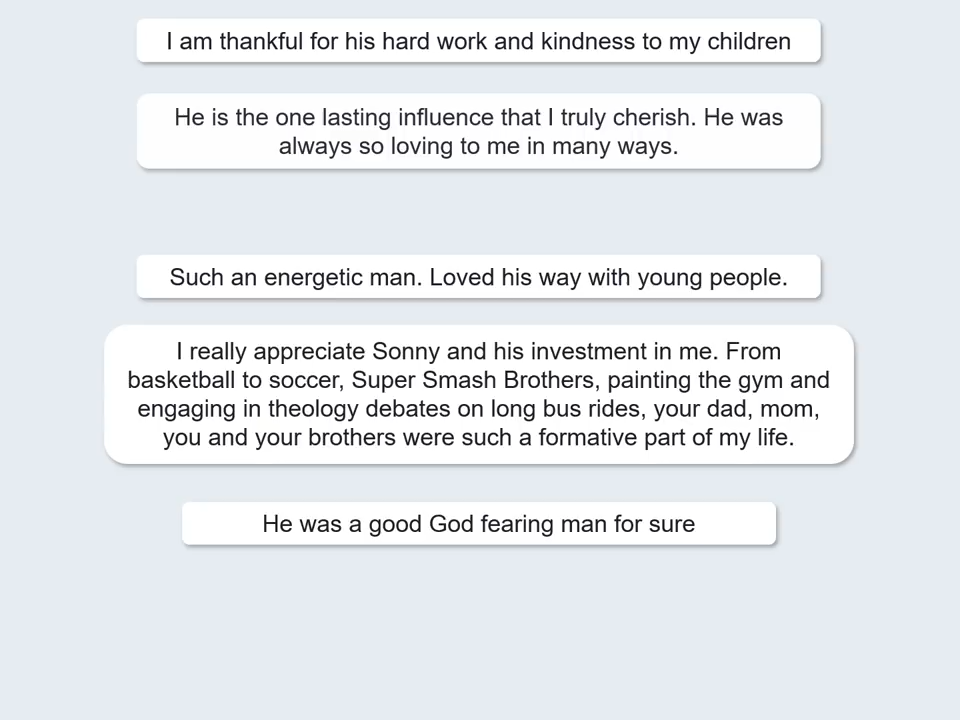 I am thankful for his hard work and kindness to my children
He is the one lasting influence that I truly cherish. He was
always so loving to me in many ways.
Such an energetic man. Loved his way with young people.
I really appreciate Sonny and his investment in me. From
basketball to soccer, Super Smash Brothers, painting the gym and
engaging in theology debates on long bus rides, your dad, mom,
you and your brothers were such a formative part of my life.
He was a good God fearing man for sure